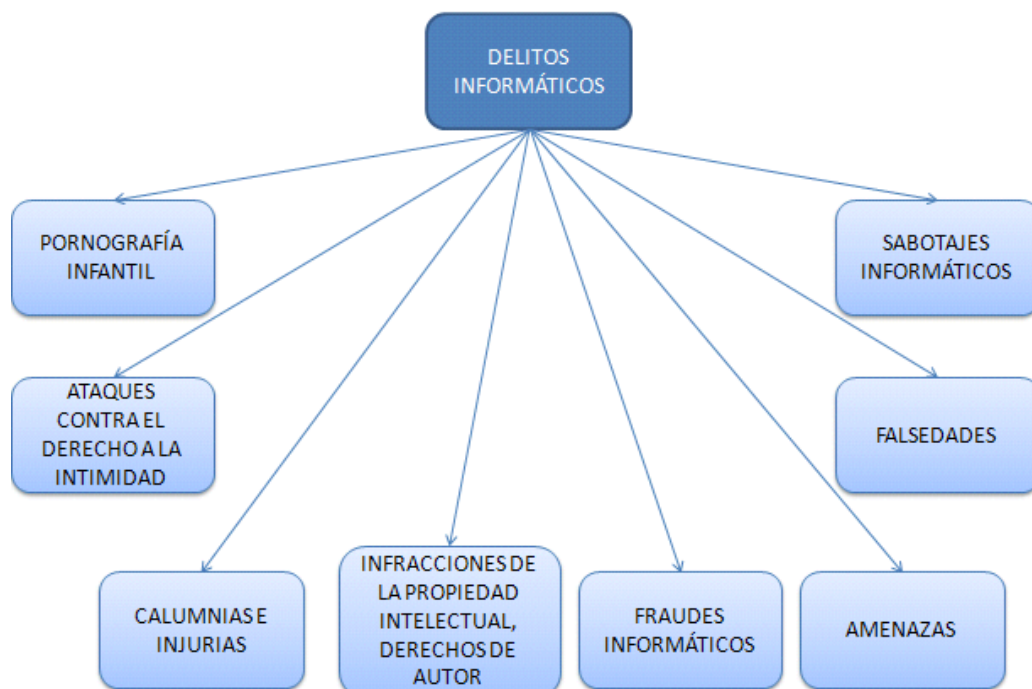 DELITOS
INFORMÁTICOS
PORNOGRAFÍA
INFANTIL
SABOTAJES
INFORMÁTICOS
ATAQUES
CONTRA EL
DERECHO A LA
INTIMIDAD
FALSEDADES
CALUMNIAS E
INJURIAS
INFRACCIONES DE
LA PROPIEDAD
INTELECTUAL,
DERECHOS DE
AUTOR
FRAUDES
INFORMÁTICOS
AMENAZAS